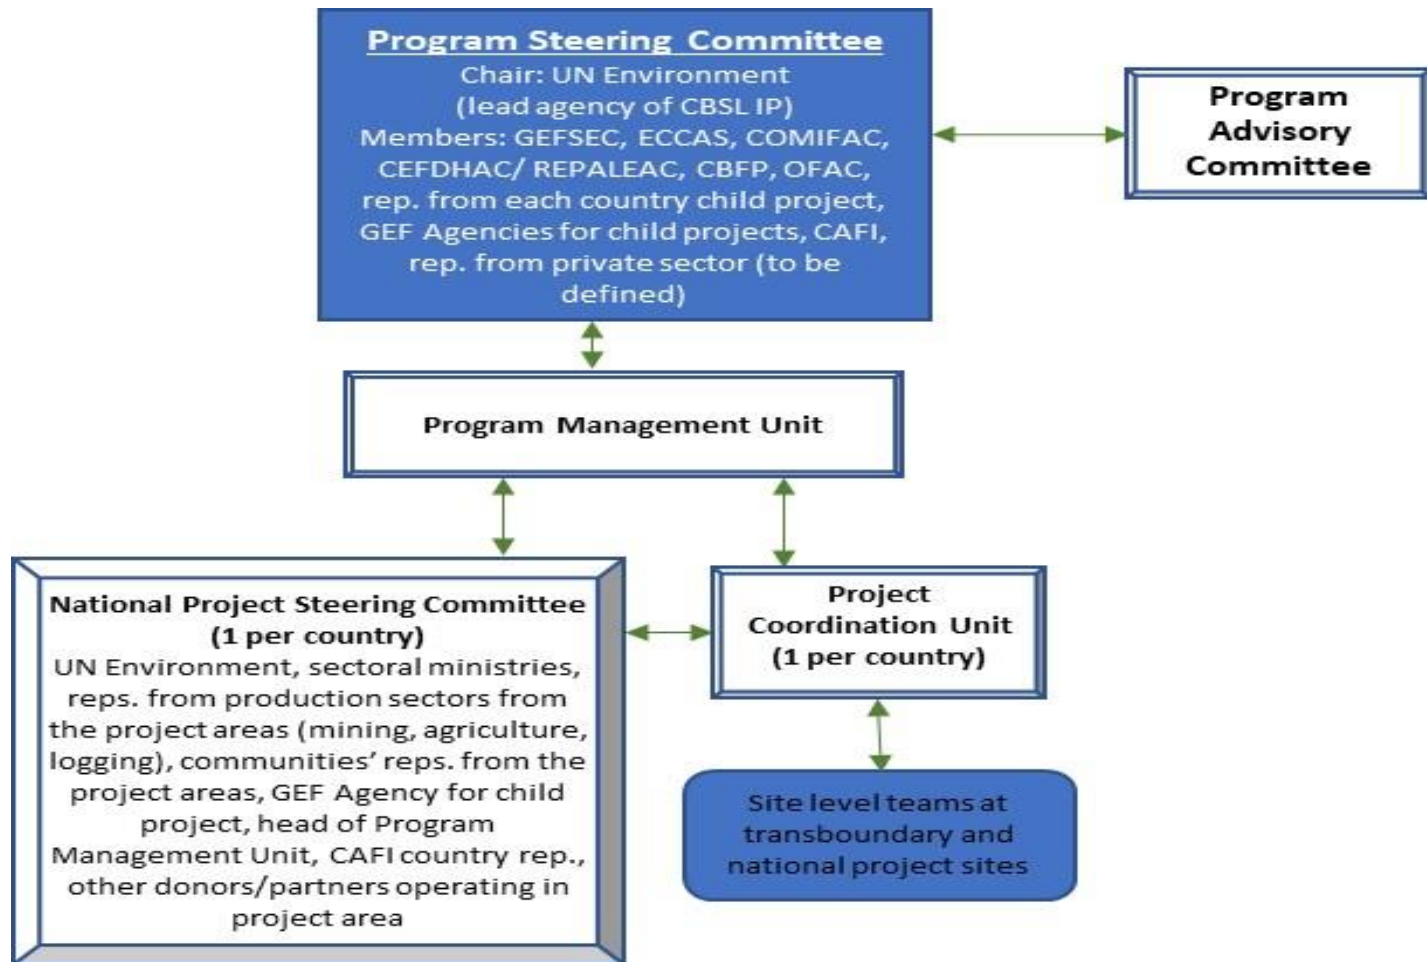 Program Steering Committee
Chair: UN Environment
(lead agency of CBSL IP)
Members: GEFSEC, ECCAS, COMIFAC,
CEFDHAC/ REPALEAC, CBFP, OFAC,
rep. from each country child project,
GEF Agencies for child projects, CAFI,
rep. from private sector (to be
defined)
Program
Advisory
Committee
Program Management Unit
National Project Steering Committee
(1 per country)
UN Environment, sectoral ministries,
reps. from production sectors from
the project areas (mining, agriculture,
logging), communities’ reps. from the
project areas, GEF Agency for child
project, head of Program
Management Unit, CAFI country rep.,
other donors/partners operating in
project area
Project
Coordination Unit
(1 per country)
Site level teams at
transboundary and
national project sites